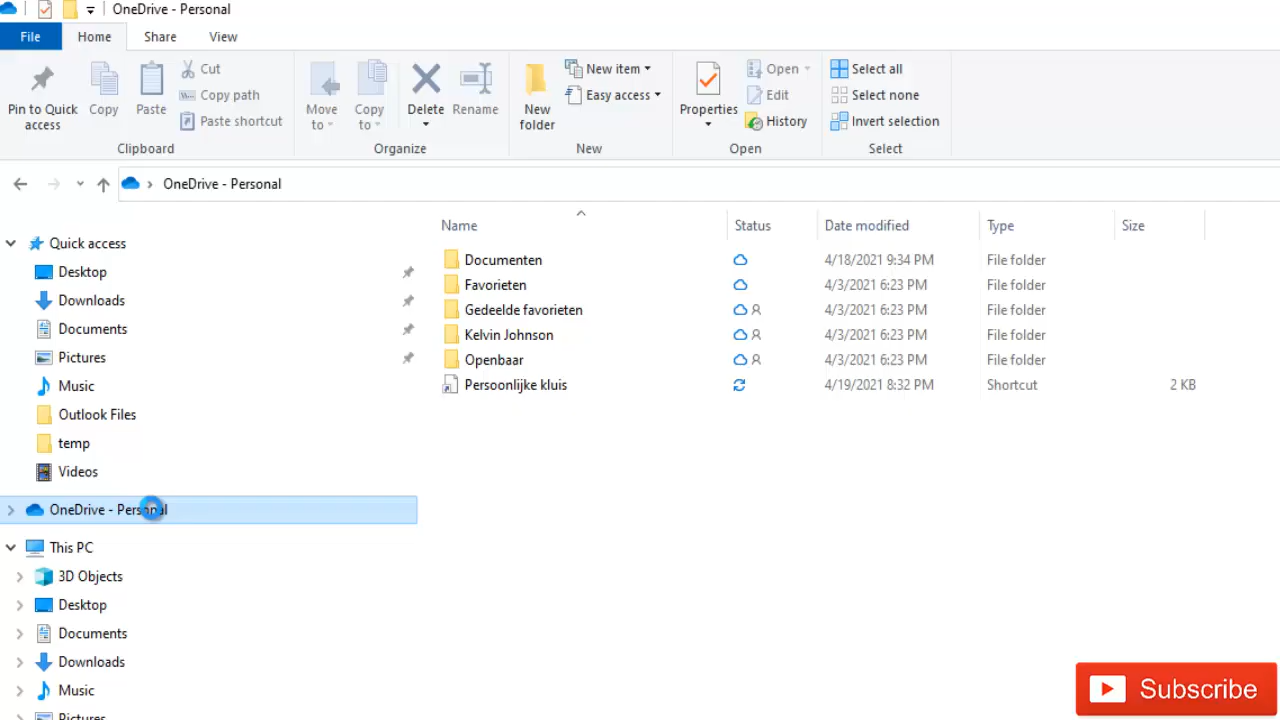 OneDrive - Personal
File Home Share View
Pin to Quick access
Copy
Paste
Cut
Copy path
Paste shortcut
Clipboard
Move to
Copy to
Delete
Rename
Organize
New folder
New item
Easy access
New
Properties
Open
Edit
History
Open
Select all
Select none
Invert selection
Select
OneDrive - Personal
Name Status Date modified Type Size
Documenten 4/18/2021 9:34 PM File folder
Favorieten 4/3/2021 6:23 PM File folder
Gedeelde favorieten 4/3/2021 6:23 PM File folder
Kelvin Johnson 4/3/2021 6:23 PM File folder
Openbaar 4/3/2021 6:23 PM File folder
Persoonlijke kluis 4/19/2021 8:32 PM Shortcut 2 KB
Quick access
Desktop
Downloads
Documents
Pictures
Music
Outlook Files
temp
Videos
OneDrive - Personal
This PC
3D Objects
Desktop
Documents
Downloads
Music
Pictures
Subscribe